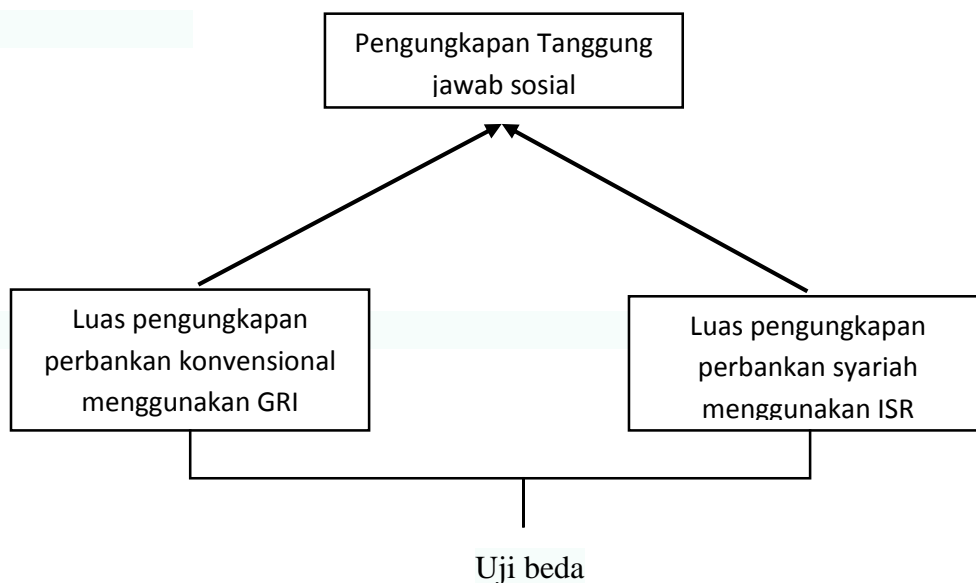 Pengungkapan Tanggung
jawab sosial
Luas pengungkapan
perbankan konvensional
menggunakan GRI
Luas pengungkapan
perbankan syariah
menggunakan ISR
Uji beda